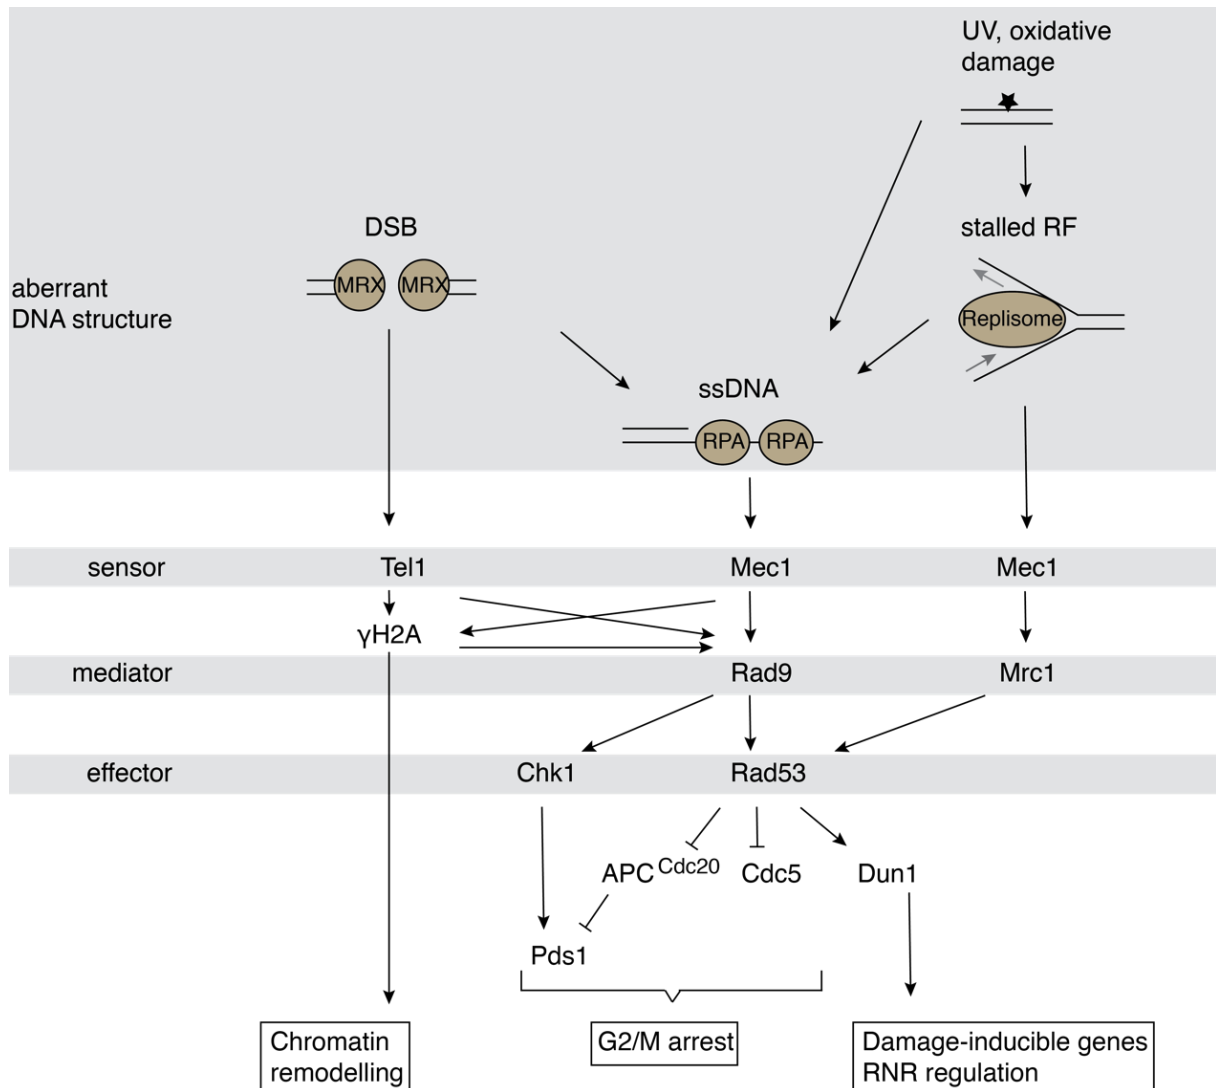 UV, oxidative
damage
DSB
stalled RF
MRX MRX
aberrant
DNA structure
Replisome
ssDNA
RPA RPA
sensor Tel1 Mec1 Mec1
γH2A
mediator Rad9 Mrc1
effector Chk1 Rad53
APC Cdc20 Cdc5 Dun1
Pds1
Chromatin
remodelling
G2/M arrest
Damage-inducible genes
RNR regulation